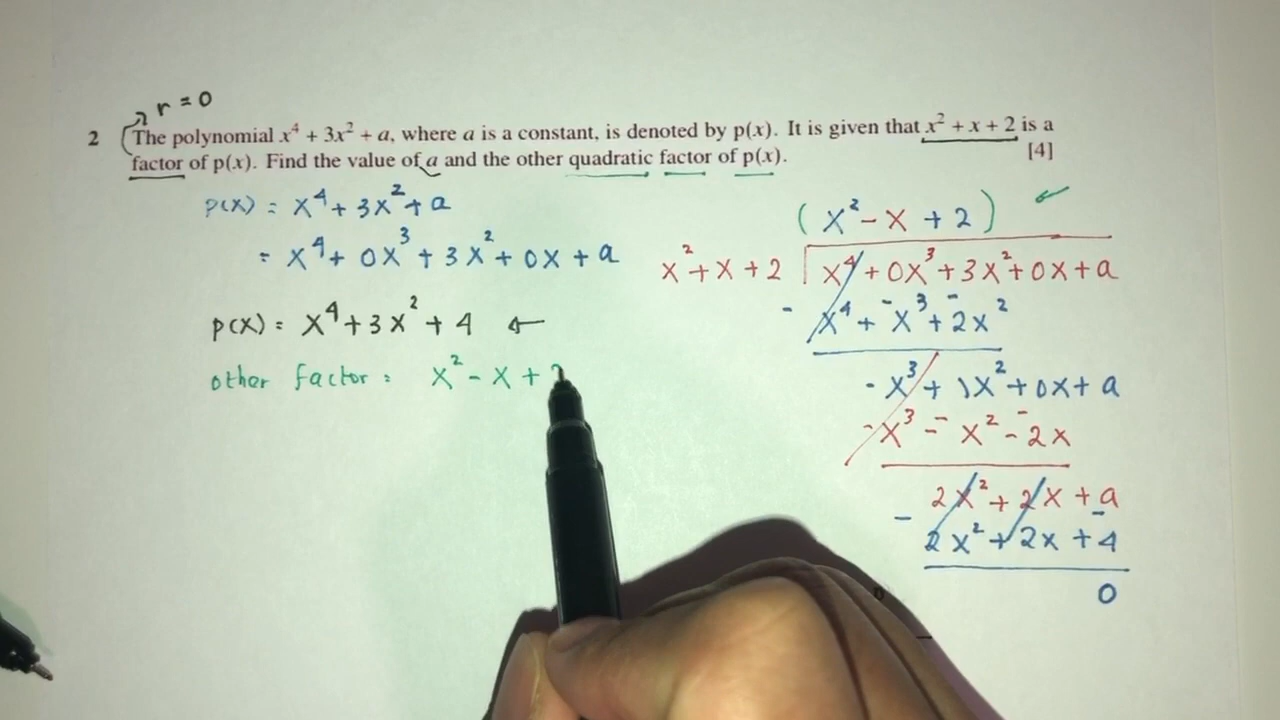 r = 0
2 The polynomial x⁴ + 3x² + a, where a is a constant, is denoted by p(x). It is given that x² + x + 2 is a
factor of p(x). Find the value of a and the other quadratic factor of p(x). [4]
p(x) = x⁴ + 3x² + a
= x⁴ + 0x³ + 3x² + 0x + a
p(x) = x⁴ + 3x² + 4 ←
other factor = x² - x +
(x² - x + 2) ✓
x² + x + 2 x⁴ + 0x³ + 3x² + 0x + a
- x⁴ + x³ + 2x²
- x³ + 1x² + 0x + a
- x³ - x² - 2x
2x² + 2x + a
- 2x² + 2x + 4
0